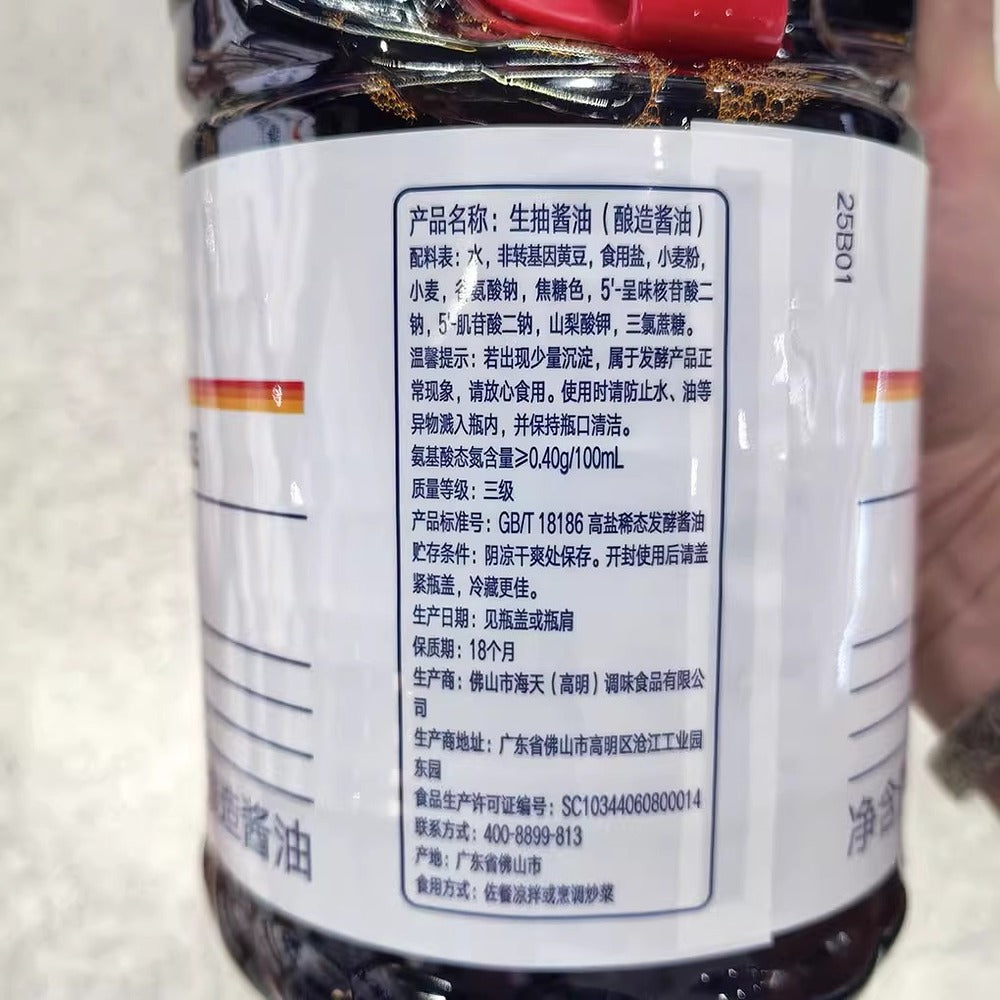 产品名称：生抽酱油（酿造酱油）
配料表：水，非转基因黄豆，食用盐，小麦粉，
小麦，谷氨酸钠，焦糖色，5'-呈味核苷酸二
钠，5'-肌苷酸二钠，山梨酸钾，三氯蔗糖。
温馨提示：若出现少量沉淀，属于发酵产品正
常现象，请放心食用。使用时请防止水、油等
异物溅入瓶内，并保持瓶口清洁。
氨基酸态氮含量≥0.40g/100mL
质量等级：三级
产品标准号：GB/T 18186 高盐稀态发酵酱油
贮存条件：阴凉干爽处保存。开封使用后请盖
紧瓶盖，冷藏更佳。
生产日期：见瓶盖或瓶肩
保质期：18个月
生产商：佛山市海天（高明）调味食品有限公
司
生产商地址：广东省佛山市高明区沧江工业园
东园
食品生产许可证编号：SC10344060800014
联系方式：400-8899-813
产地：广东省佛山市
食用方式：佐餐凉拌或烹调炒菜
25B01
造酱油
净含